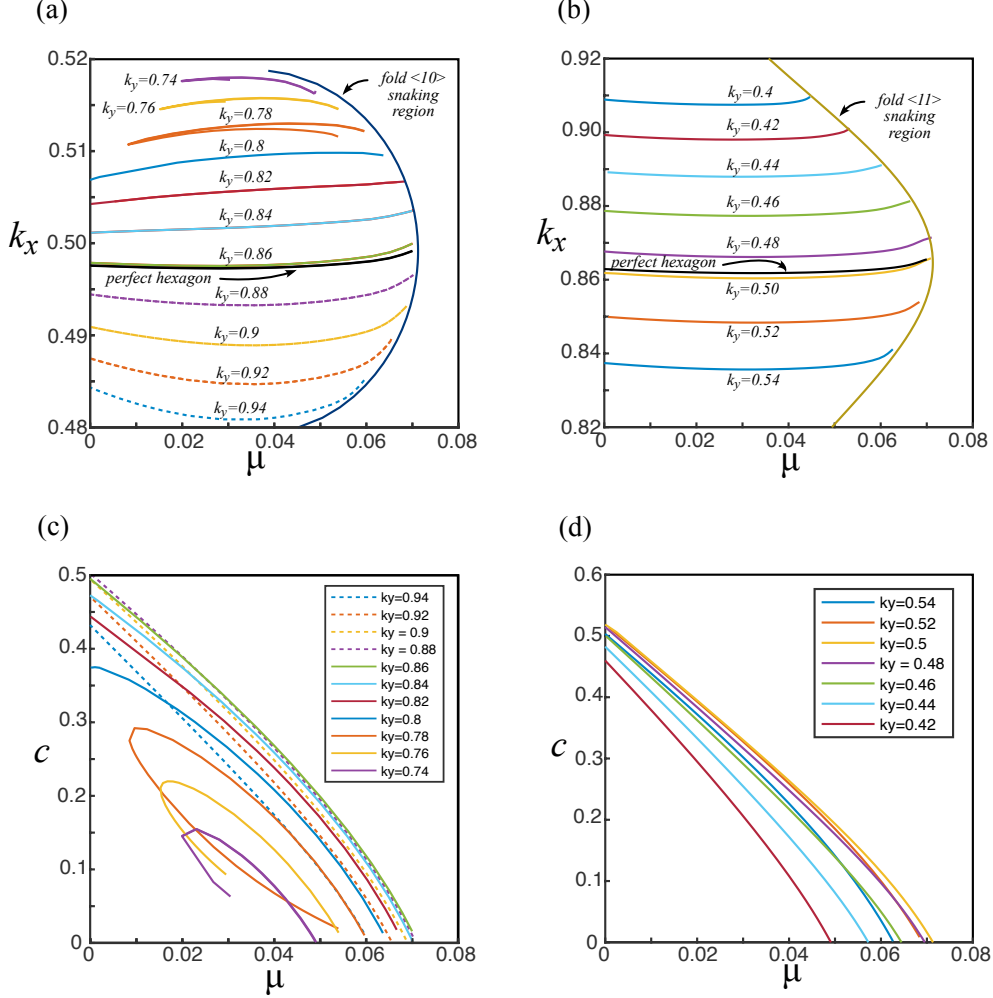 (a)
0.52
0.51
0.50
0.49
0.48
k_x
k_y=0.74
k_y=0.76
k_y=0.78
k_y=0.8
k_y=0.82
k_y=0.84
k_y=0.86
perfect hexagon
k_y=0.88
k_y=0.9
k_y=0.92
k_y=0.94
fold <10>
snaking
region
0 0.02 0.04 0.06 0.08
μ
(b)
0.92
0.90
0.88
0.86
0.84
0.82
k_x
k_y=0.4
k_y=0.42
k_y=0.44
k_y=0.46
k_y=0.48
perfect hexagon
k_y=0.50
k_y=0.52
k_y=0.54
fold <11>
snaking
region
0 0.02 0.04 0.06 0.08
μ
(c)
0.5
0.4
0.3
0.2
0.1
0
c
ky=0.94
ky=0.92
ky = 0.9
ky = 0.88
ky=0.86
ky=0.84
ky=0.82
ky=0.8
ky=0.78
ky=0.76
ky=0.74
0 0.02 0.04 0.06 0.08
μ
(d)
0.6
0.5
0.4
0.3
0.2
0.1
0
c
ky=0.54
ky=0.52
ky=0.5
ky = 0.48
ky=0.46
ky=0.44
ky=0.42
0 0.02 0.04 0.06 0.08
μ